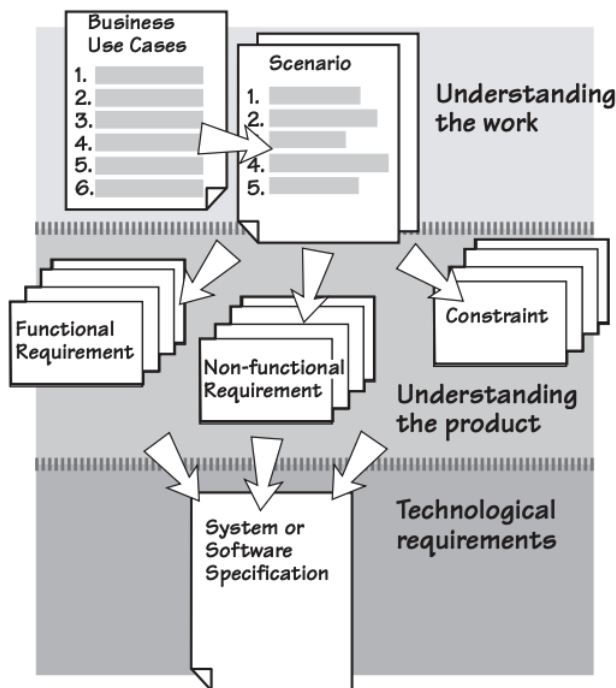 Business
Use Cases
1.
2.
3.
4.
5.
6.
Scenario
1.
2.
4.
5.
Understanding
the work
Functional
Requirement
Non-functional
Requirement
Constraint
Understanding
the product
System or
Software
Specification
Technological
requirements